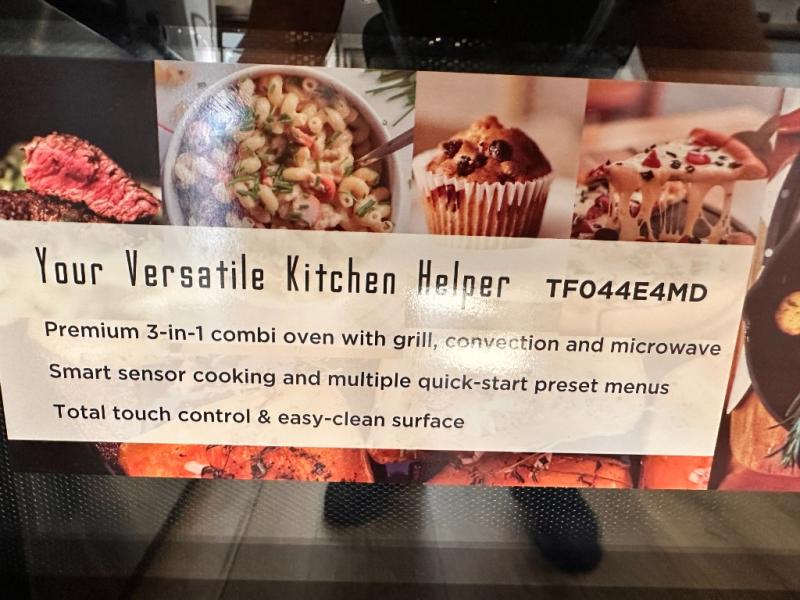 Your Versatile Kitchen Helper TFO44E4MD
Premium 3-in-1 combi oven with grill, convection and microwave
Smart sensor cooking and multiple quick-start preset menus
Total touch control & easy-clean surface